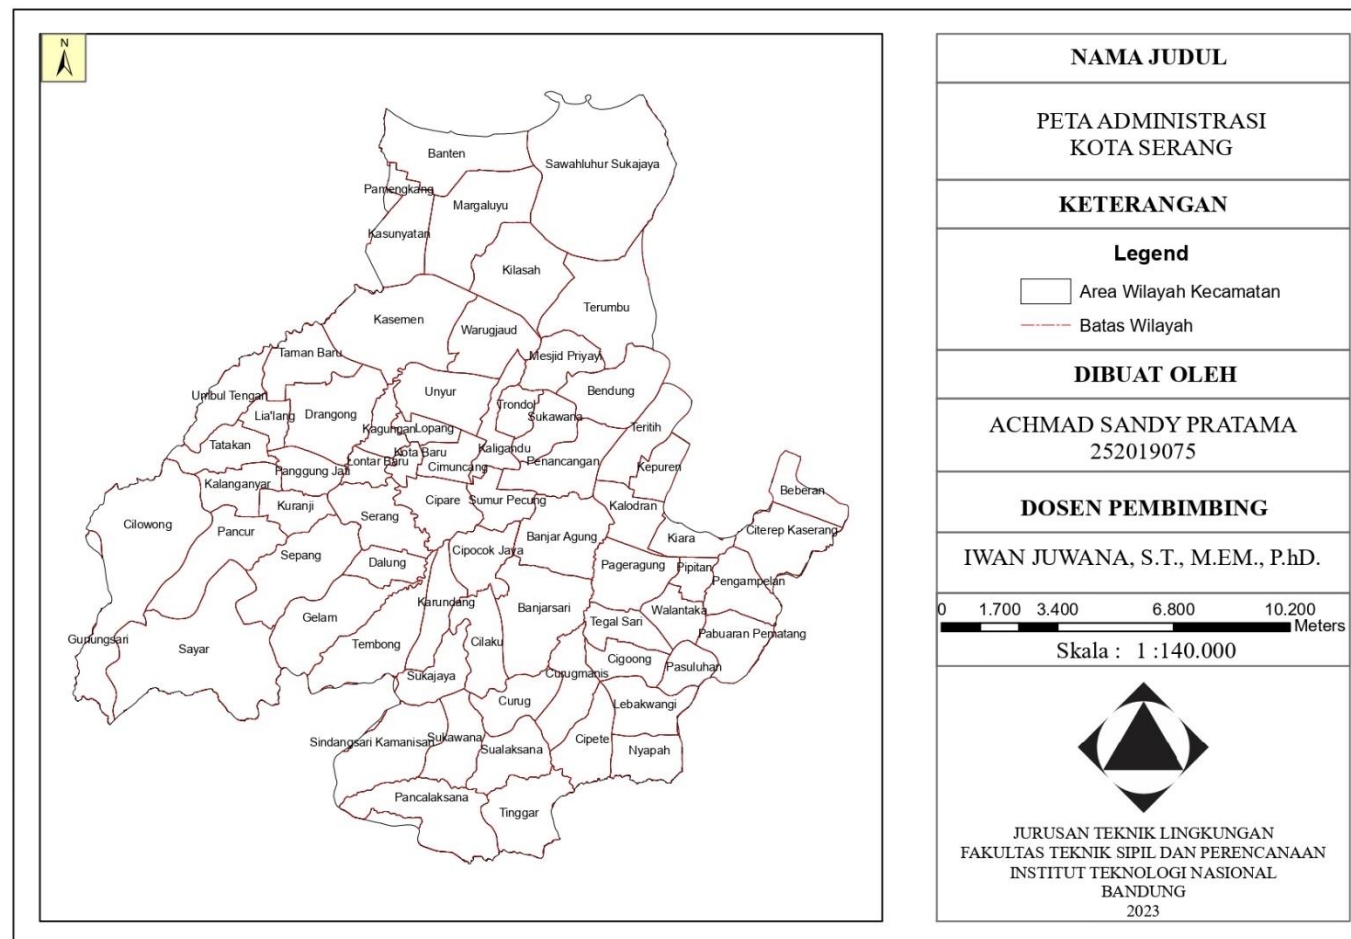 N
Banten
Sawahluhur Sukajaya
Pamengkang
Margaluyu
Kasunyatan
Kilasah
Terumbu
Kasemen
Warugjaud
Taman Baru
Mesjid Priyayi
Umbul Tengah
Unyur
Bendung
Lia'lang
Drangong
Trondol
Sukawana
Kagungan
Lopang
Teritih
Tatakan
Kota Baru
Kaligandu
Lontar Baru
Cimuncang
Penancangan
Kepuren
Panggung Jati
Kalanganyar
Beberan
Kuranji
Cipare
Sumur Pecung
Kalodran
Cilowong
Pancur
Serang
Citerep Kaserang
Banjar Agung
Kiara
Sepang
Cipocok Jaya
Dalung
Pageragung
Pipitan
Pengampelan
Karundang
Banjarsari
Walantaka
Gelam
Tegal Sari
Pabuaran Pematang
Gunungsari
Sayar
Tembong
Cilaku
Cigoong
Pasuluhan
Sukajaya
Curugmanis
Curug
Lebakwangi
Sindangsari Kamanisan
Sukawana
Sualaksana
Cipete
Nyapah
Pancalaksana
Tinggar
NAMA JUDUL
PETA ADMINISTRASI
KOTA SERANG
KETERANGAN
Legend
Area Wilayah Kecamatan
Batas Wilayah
DIBUAT OLEH
ACHMAD SANDY PRATAMA
252019075
DOSEN PEMBIMBING
IWAN JUWANA, S.T., M.EM., P.hD.
0 1.700 3.400 6.800 10.200
Meters
Skala : 1 :140.000
JURUSAN TEKNIK LINGKUNGAN
FAKULTAS TEKNIK SIPIL DAN PERENCANAAN
INSTITUT TEKNOLOGI NASIONAL
BANDUNG
2023